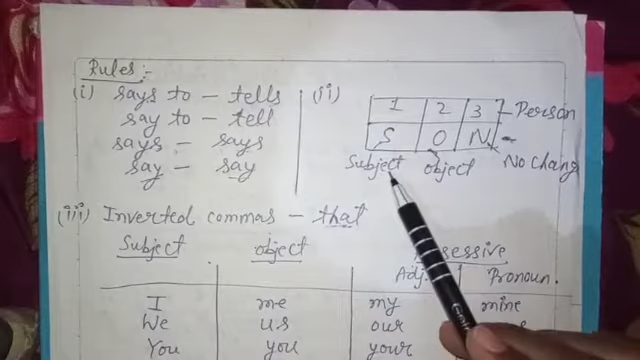 Rules :-
(i) says to - tells
say to - tell
says - says
say - say
(ii)
1 2 3 - Person
S O N
Subject object No Change
(iii) Inverted commas - that
Subject object
Adj. Pronoun.
I me my mine
We us our
You you your